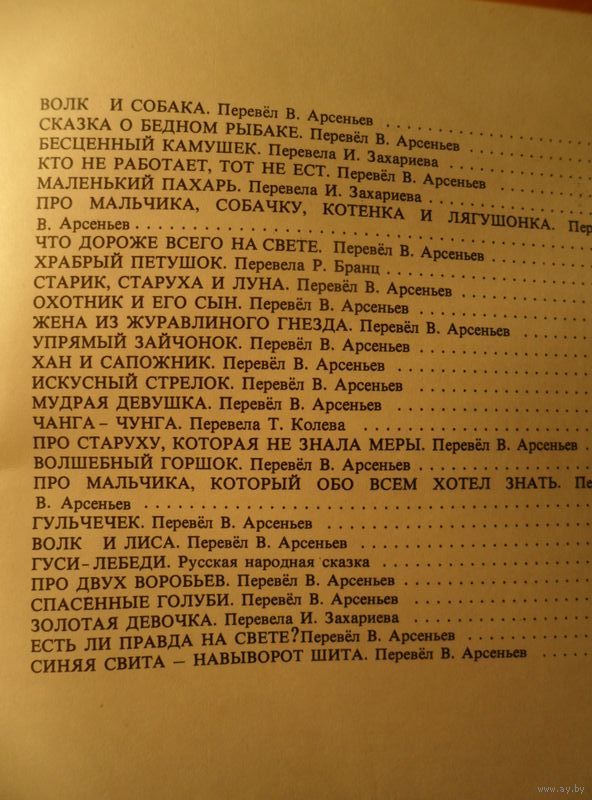 ВОЛК И СОБАКА. Перевёл В. Арсеньев
СКАЗКА О БЕДНОМ РЫБАКЕ. Перевёл В. Арсеньев
БЕСЦЕННЫЙ КАМУШЕК. Перевела И. Захариева
КТО НЕ РАБОТАЕТ, ТОТ НЕ ЕСТ. Перевёл В. Арсеньев
МАЛЕНЬКИЙ ПАХАРЬ. Перевела И. Захариева
ПРО МАЛЬЧИКА, СОБАЧКУ, КОТЕНКА И ЛЯГУШОНКА. Пер
В. Арсеньев
ЧТО ДОРОЖЕ ВСЕГО НА СВЕТЕ. Перевёл В. Арсеньев
ХРАБРЫЙ ПЕТУШОК. Перевела Р. Бранц
СТАРИК, СТАРУХА И ЛУНА. Перевёл В. Арсеньев
ОХОТНИК И ЕГО СЫН. Перевёл В. Арсеньев
ЖЕНА ИЗ ЖУРАВЛИНОГО ГНЕЗДА. Перевёл В. Арсеньев
УПРЯМЫЙ ЗАЙЧОНОК. Перевёл В. Арсеньев
ХАН И САПОЖНИК. Перевёл В. Арсеньев
ИСКУСНЫЙ СТРЕЛОК. Перевёл В. Арсеньев
МУДРАЯ ДЕВУШКА. Перевёл В. Арсеньев
ЧАНГА – ЧУНГА. Перевела Т. Колева
ПРО СТАРУХУ, КОТОРАЯ НЕ ЗНАЛА МЕРЫ. Перевёл В. Арсеньев
ВОЛШЕБНЫЙ ГОРШОК. Перевёл В. Арсеньев
ПРО МАЛЬЧИКА, КОТОРЫЙ ОБО ВСЕМ ХОТЕЛ ЗНАТЬ. Пе
В. Арсеньев
ГУЛЬЧЕЧЕК. Перевёл В. Арсеньев
ВОЛК И ЛИСА. Перевёл В. Арсеньев
ГУСИ-ЛЕБЕДИ. Русская народная сказка
ПРО ДВУХ ВОРОБЬЕВ. Перевёл В. Арсеньев
СПАСЕННЫЕ ГОЛУБИ. Перевёл В. Арсеньев
ЗОЛОТАЯ ДЕВОЧКА. Перевела И. Захариева
ЕСТЬ ЛИ ПРАВДА НА СВЕТЕ? Перевёл В. Арсеньев
СИНЯЯ СВИТА – НАВЫВОРОТ ШИТА. Перевёл В. Арсеньев
www.ay.by